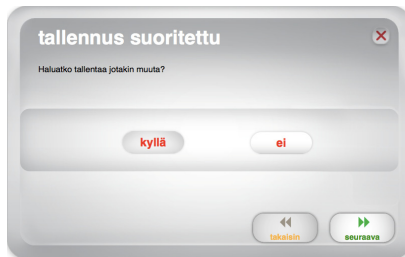 tallennus suoritettu
Haluatko tallentaa jotakin muuta?
kyllä ei
takaisin seuraava